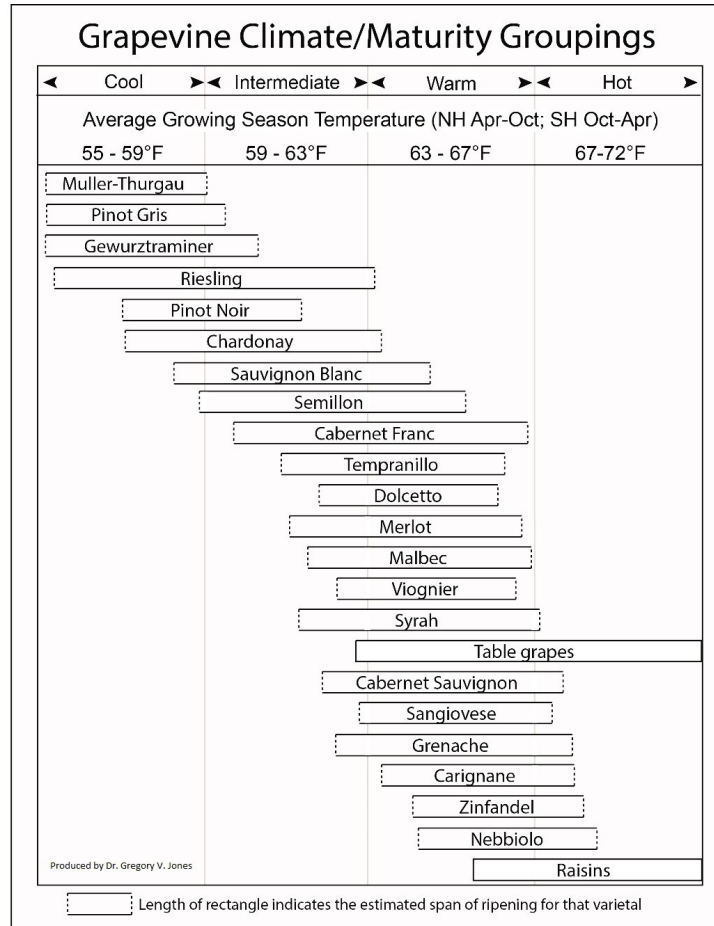 Grapevine Climate/Maturity Groupings
Cool Intermediate Warm Hot
Average Growing Season Temperature (NH Apr-Oct; SH Oct-Apr)
55 - 59°F 59 - 63°F 63 - 67°F 67-72°F
Muller-Thurgau
Pinot Gris
Gewurztraminer
Riesling
Pinot Noir
Chardonay
Sauvignon Blanc
Semillon
Cabernet Franc
Tempranillo
Dolcetto
Merlot
Malbec
Viognier
Syrah
Table grapes
Cabernet Sauvignon
Sangiovese
Grenache
Carignane
Zinfandel
Nebbiolo
Produced by Dr. Gregory V. Jones
Raisins
Length of rectangle indicates the estimated span of ripening for that varietal